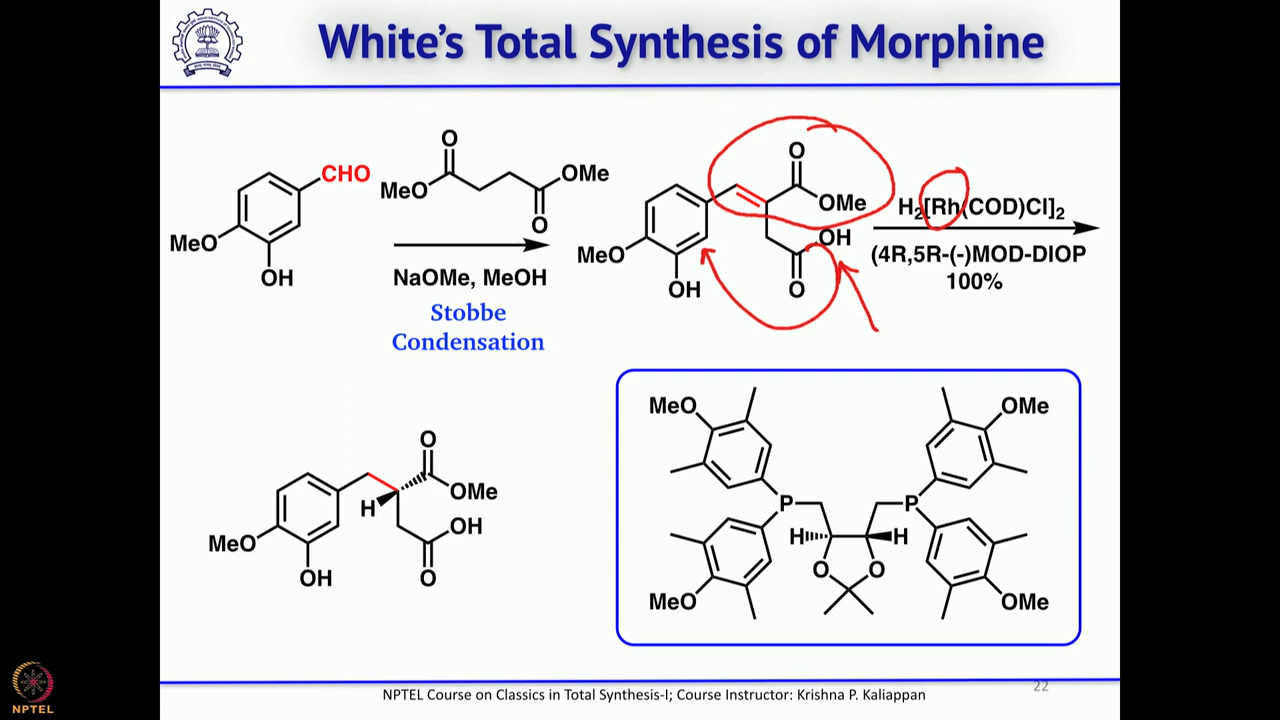 White's Total Synthesis of Morphine
CHO
MeO
OH
O
MeO
OMe
O
NaOMe, MeOH
Stobbe
Condensation
O
OMe
OH
O
MeO
OH
H2[Rh(COD)Cl]2
(4R,5R-(-)MOD-DIOP
100%
O
OMe
H
OH
O
MeO
OH
MeO
OMe
P
P
H
H
O
O
MeO
OMe
NPTEL Course on Classics in Total Synthesis-I; Course Instructor: Krishna P. Kaliappan
22
NPTEL